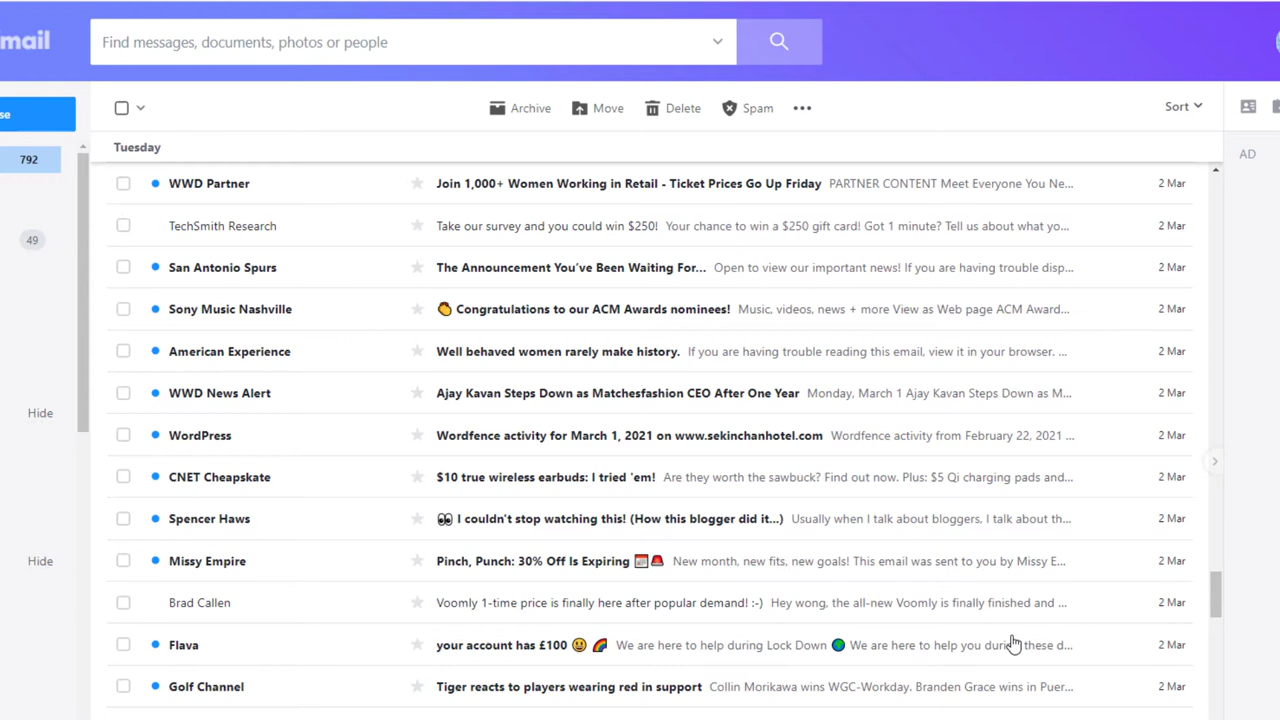 mail
Find messages, documents, photos or people
se
Archive Move Delete Spam ••• Sort
792
Tuesday
AD
WWD Partner Join 1,000+ Women Working in Retail - Ticket Prices Go Up Friday PARTNER CONTENT Meet Everyone You Ne... 2 Mar
TechSmith Research Take our survey and you could win $250! Your chance to win a $250 gift card! Got 1 minute? Tell us about what yo... 2 Mar
49
San Antonio Spurs The Announcement You've Been Waiting For... Open to view our important news! If you are having trouble disp... 2 Mar
Sony Music Nashville 👏 Congratulations to our ACM Awards nominees! Music, videos, news + more View as Web page ACM Award... 2 Mar
American Experience Well behaved women rarely make history. If you are having trouble reading this email, view it in your browser. ... 2 Mar
WWD News Alert Ajay Kavan Steps Down as Matchesfashion CEO After One Year Monday, March 1 Ajay Kavan Steps Down as M... 2 Mar
Hide
WordPress Wordfence activity for March 1, 2021 on www.sekinchanhotel.com Wordfence activity from February 22, 2021 ... 2 Mar
CNET Cheapskate $10 true wireless earbuds: I tried 'em! Are they worth the sawbuck? Find out now. Plus: $5 Qi charging pads and... 2 Mar
Spencer Haws 👀 I couldn't stop watching this! (How this blogger did it...) Usually when I talk about bloggers, I talk about th... 2 Mar
Hide
Missy Empire Pinch, Punch: 30% Off Is Expiring 📅🚨 New month, new fits, new goals! This email was sent to you by Missy E... 2 Mar
Brad Callen Voomly 1-time price is finally here after popular demand! :-) Hey wong, the all-new Voomly is finally finished and ... 2 Mar
Flava your account has £100 😃 🌈 We are here to help during Lock Down 🌍 We are here to help you during these d... 2 Mar
Golf Channel Tiger reacts to players wearing red in support Collin Morikawa wins WGC-Workday. Branden Grace wins in Puer... 2 Mar